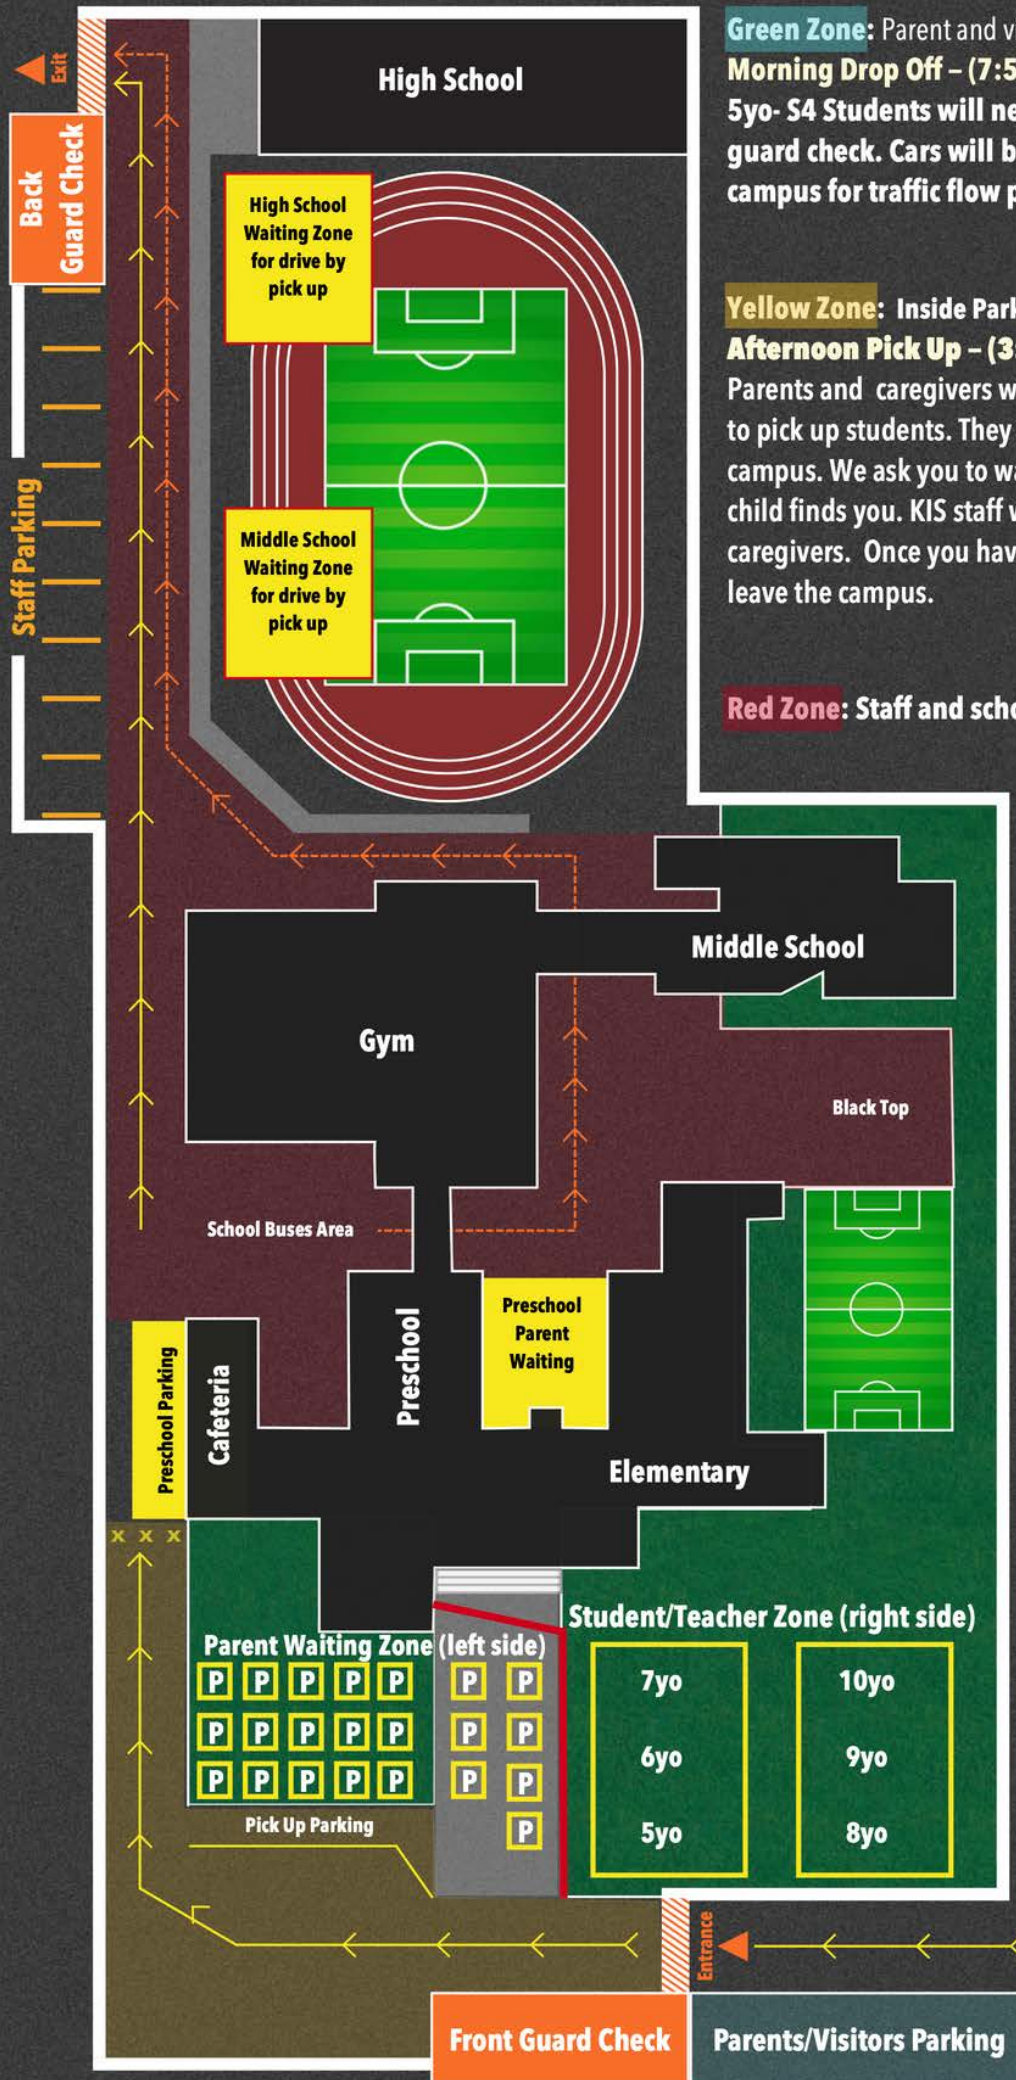 Exit
Back
Guard Check
Staff Parking
High School
High School
Waiting Zone
for drive by
pick up
Middle School
Waiting Zone
for drive by
pick up
Green Zone: Parent and
Morning Drop Off – (7:5
5yo- S4 Students will
guard check. Cars will
campus for traffic flow
Yellow Zone: Inside
Afternoon Pick Up – (3
Parents and caregivers
to pick up students. They
campus. We ask you to
child finds you. KIS staff
caregivers. Once you
leave the campus.
Red Zone: Staff and
Middle School
Gym
Black Top
School Buses Area
Preschool
Preschool
Parent
Waiting
Preschool Parking
Cafeteria
Elementary
x x x
Student/Teacher Zone (right side)
Parent Waiting Zone (left side)
P P P P P P P
P P P P P P P
P P P P P P P
P
7yo 10yo
6yo 9yo
5yo 8yo
Pick Up Parking
Entrance
Front Guard Check
Parents/Visitors Parking